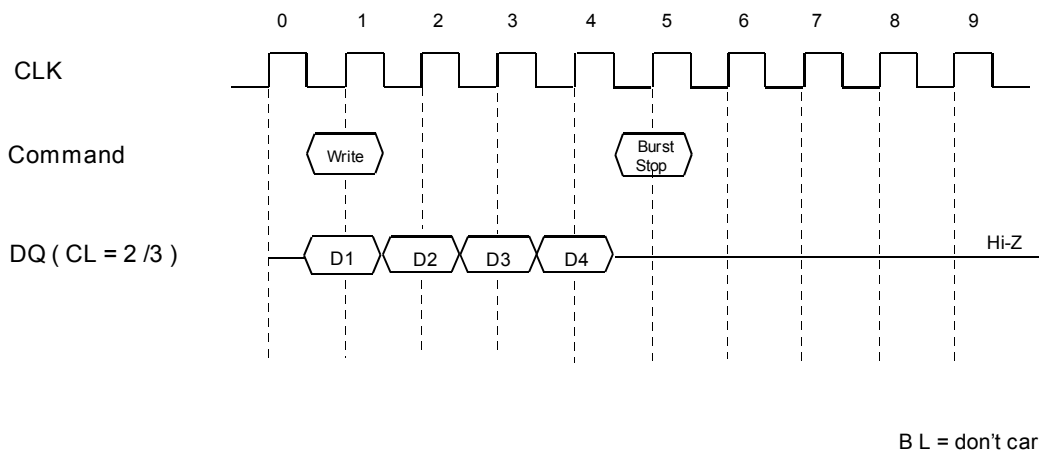 0 1 2 3 4 5 6 7 8 9
CLK
Command
Write
Burst
Stop
DQ ( CL = 2 /3 )
D1 D2 D3 D4
Hi-Z
B L = don't car